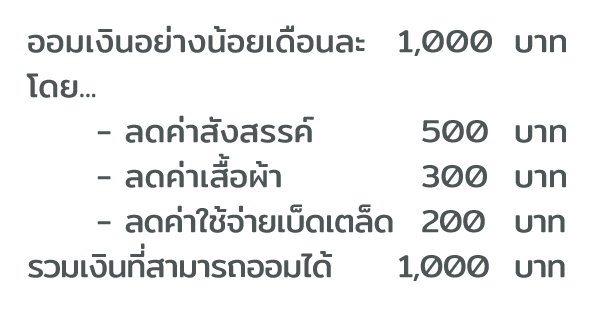 ออมเงินอย่างน้อยเดือนละ 1,000 บาท
โดย...
- ลดค่าสังสรรค์ 500 บาท
- ลดค่าเสื้อผ้า 300 บาท
- ลดค่าใช้จ่ายเบ็ดเตล็ด 200 บาท
รวมเงินที่สามารถออมได้ 1,000 บาท